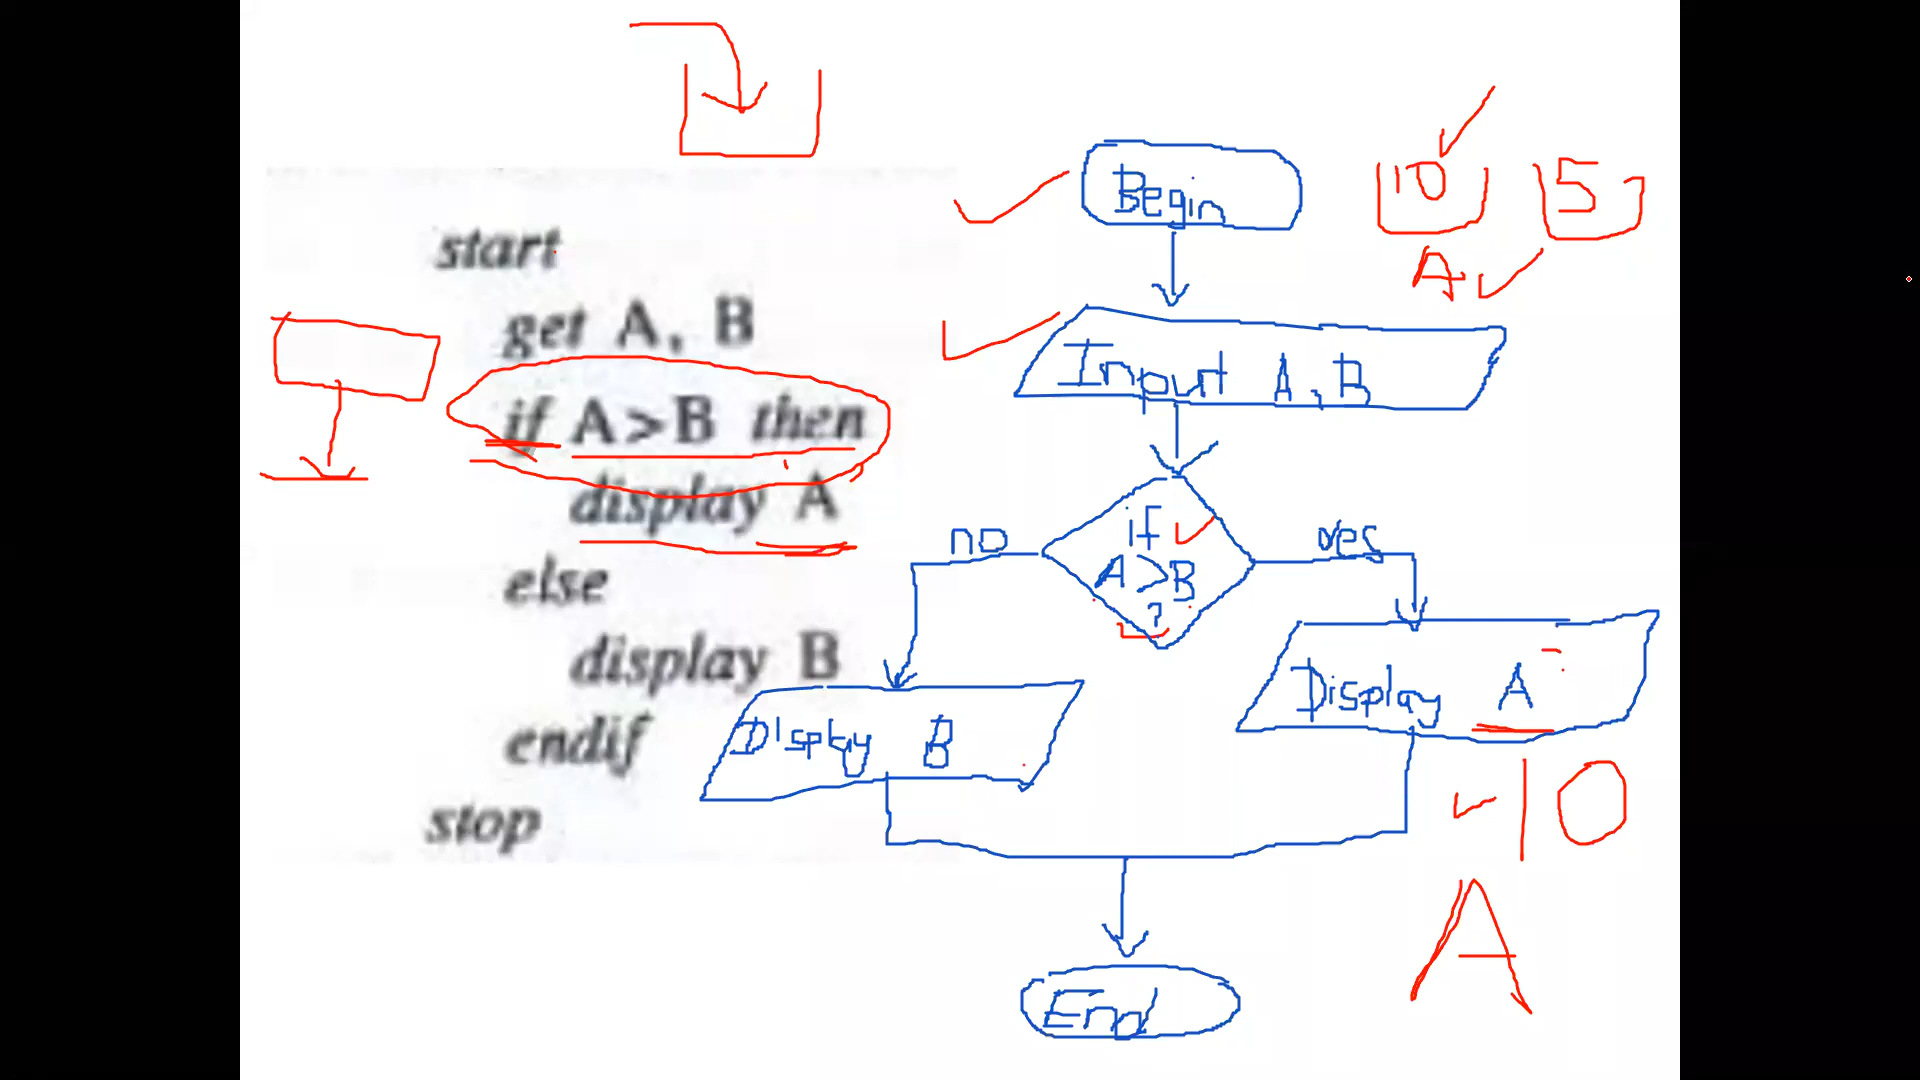 start
get A, B
if A>B then
display A
else
display B
endif
stop
Begin
Input A,B
if
A>B
?
no
yes
Display B
Display A
End
10
5
A
10
A